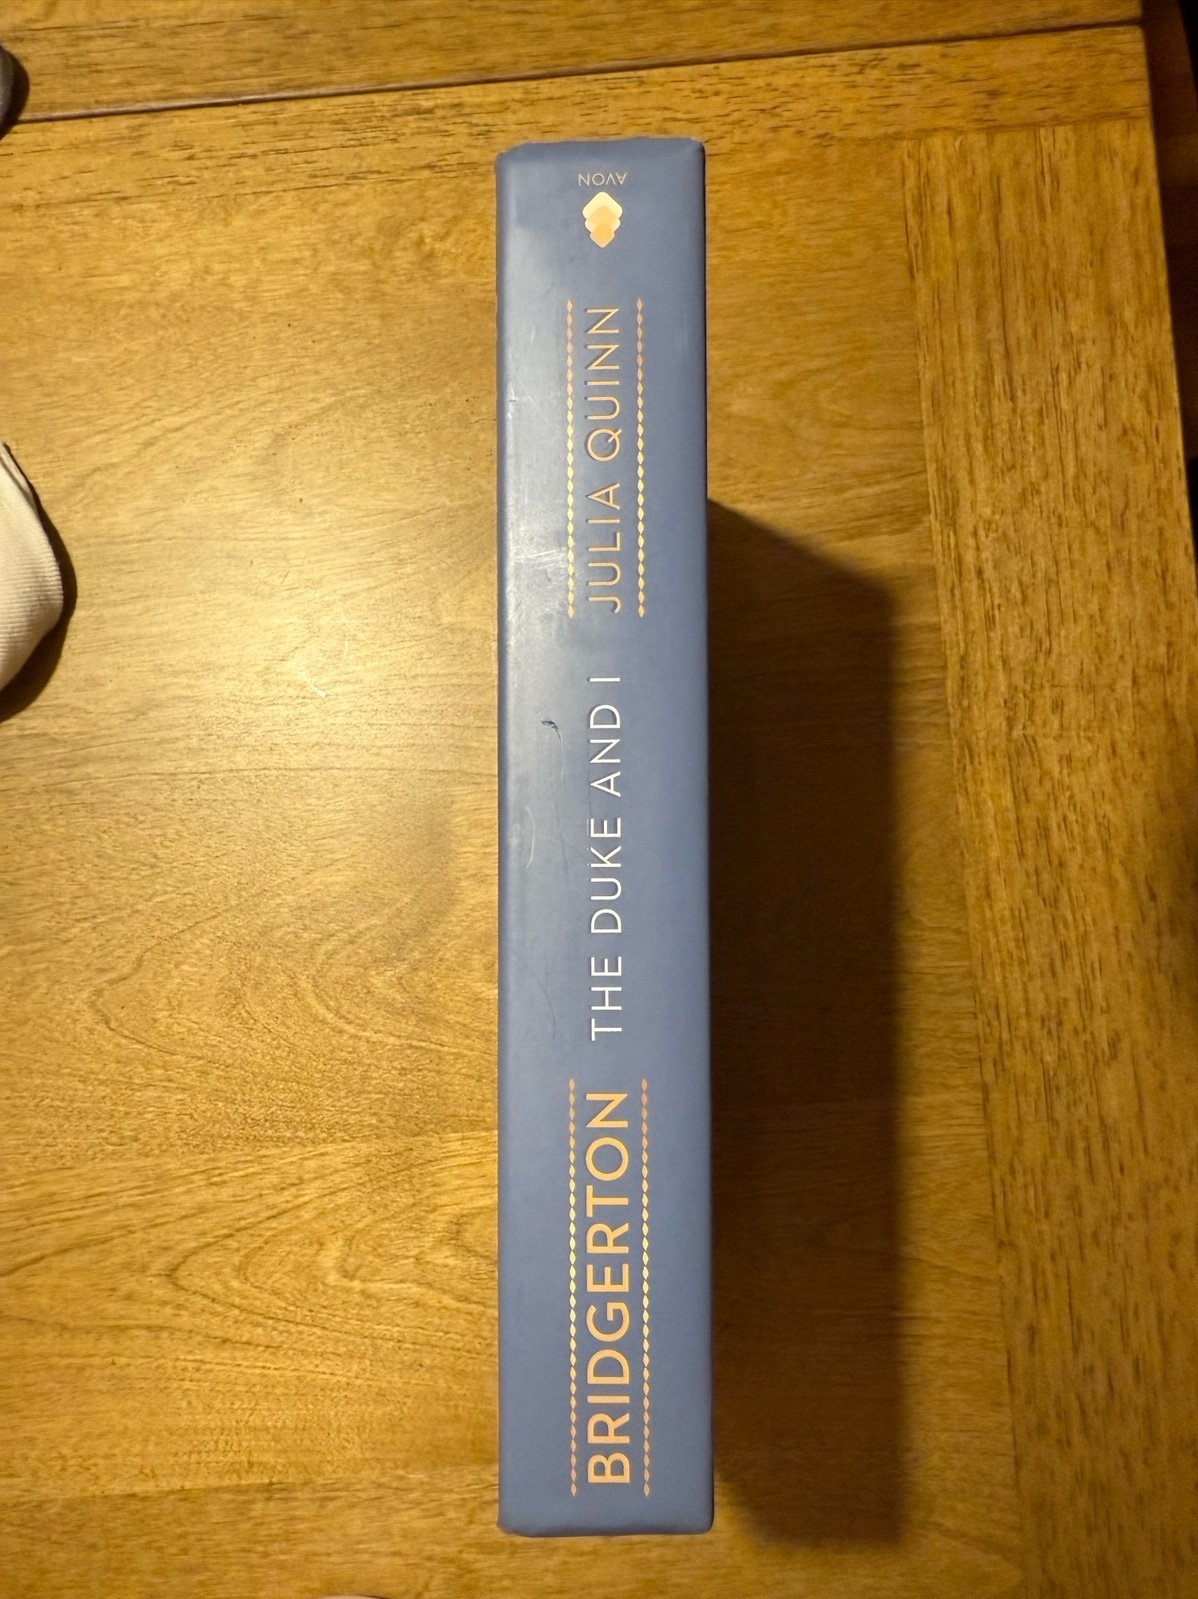 BRIDGERTON
THE DUKE AND I
JULIA QUINN
AVON